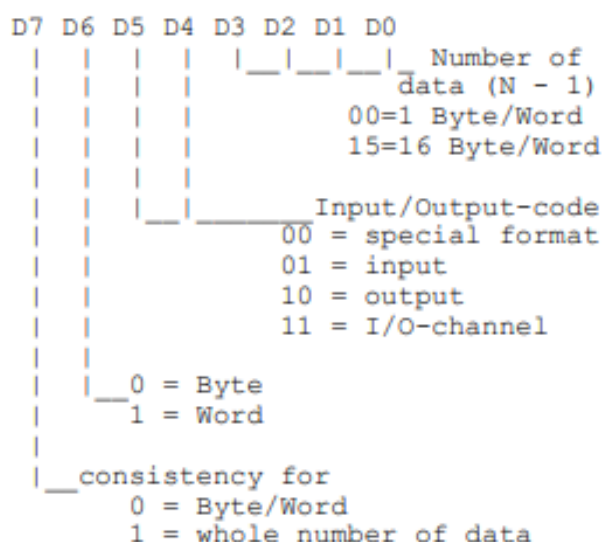 D7 D6 D5 D4 D3 D2 D1 D0
Number of
data (N - 1)
00=1 Byte/Word
15=16 Byte/Word
Input/Output-code
00 = special format
01 = input
10 = output
11 = I/O-channel
0 = Byte
1 = Word
consistency for
0 = Byte/Word
1 = whole number of data